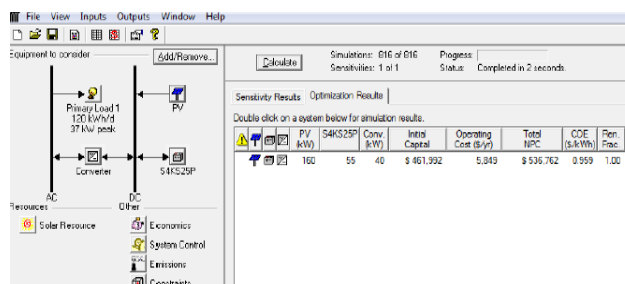 File View Inputs Outputs Window Help
Equipment to consider
Add/Remove...
Primary Load 1
120 kWh/d
37 kW peak
PV
Converter
S4KS25P
AC
DC
Resources
Other
Solar Resource
Economics
System Control
Emissions
Constraints
Calculate
Simulations: 816 of 816
Sensitivities: 1 of 1
Progress:
Status: Completed in 2 seconds.
Sensitivity Results
Optimization Results
Double click on a system below for simulation results.
PV (kW) S4KS25P Conv. (kW) Initial Capital Operating Cost ($/yr) Total NPC COE ($/kWh) Ren. Frac.
160 55 40 $ 461,992 5,849 $ 536,762 0.959 1.00